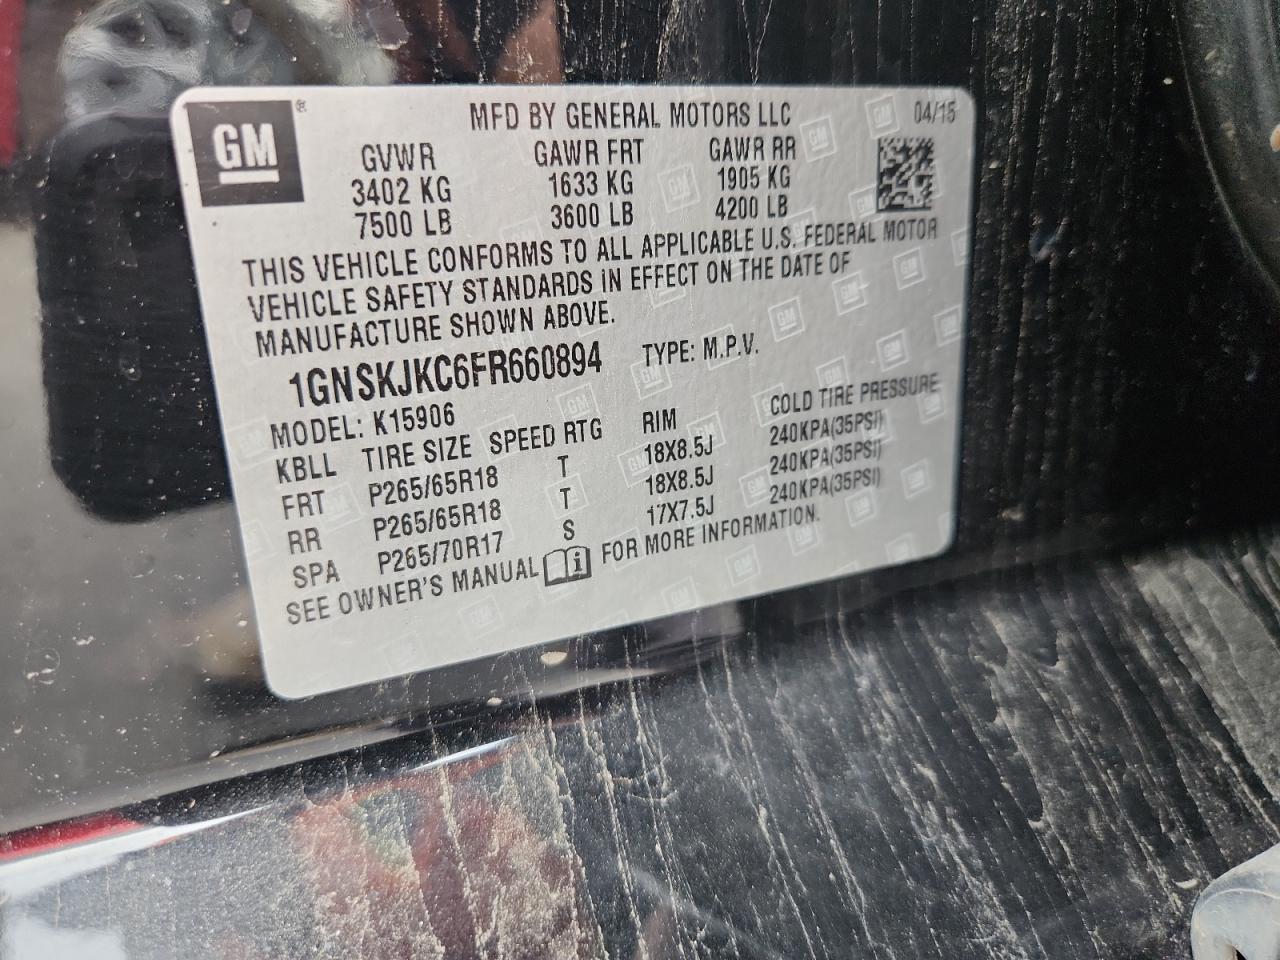 GM® MFD BY GENERAL MOTORS LLC 04/15
GVWR GAWR FRT GAWR RR
3402 KG 1633 KG 1905 KG
7500 LB 3600 LB 4200 LB
THIS VEHICLE CONFORMS TO ALL APPLICABLE U.S. FEDERAL MOTOR
VEHICLE SAFETY STANDARDS IN EFFECT ON THE DATE OF
MANUFACTURE SHOWN ABOVE.
1GNSKJKC6FR660894 TYPE: M.P.V.
MODEL: K15906
KBLL TIRE SIZE SPEED RTG RIM COLD TIRE PRESSURE
FRT P265/65R18 T 18X8.5J 240KPA(35PSI)
RR P265/65R18 T 18X8.5J 240KPA(35PSI)
SPA P265/70R17 S 17X7.5J 240KPA(35PSI)
SEE OWNER'S MANUAL FOR MORE INFORMATION.